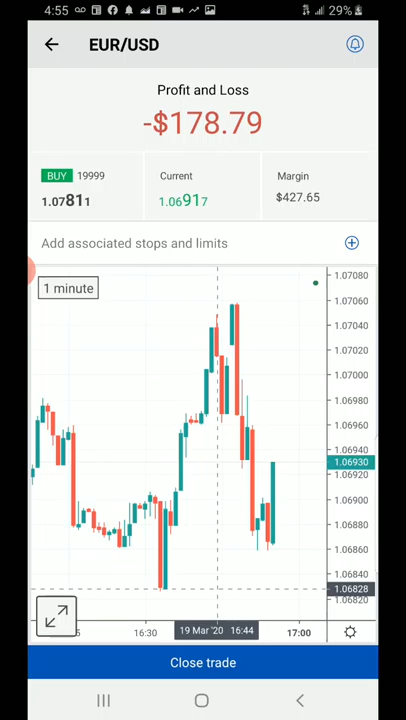 4:55 29%
EUR/USD
Profit and Loss
-$178.79
BUY 19999 Current Margin
1.07811 1.06917 $427.65
Add associated stops and limits
1 minute
1.07080
1.07060
1.07040
1.07020
1.07000
1.06980
1.06960
1.06940
1.06930
1.06920
1.06900
1.06880
1.06860
1.06840
1.06828
1.06820
16:30 19 Mar '20 16:44 17:00
Close trade